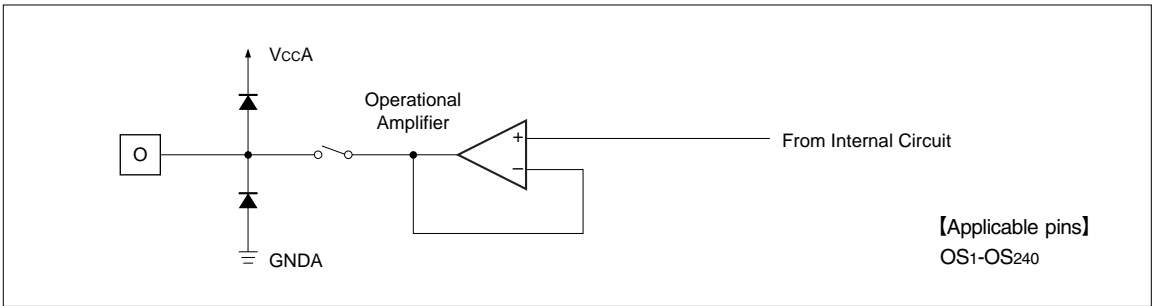 VCCA
Operational
Amplifier
O
+
From Internal Circuit
−
GNDA
【Applicable pins】
OS1-OS240